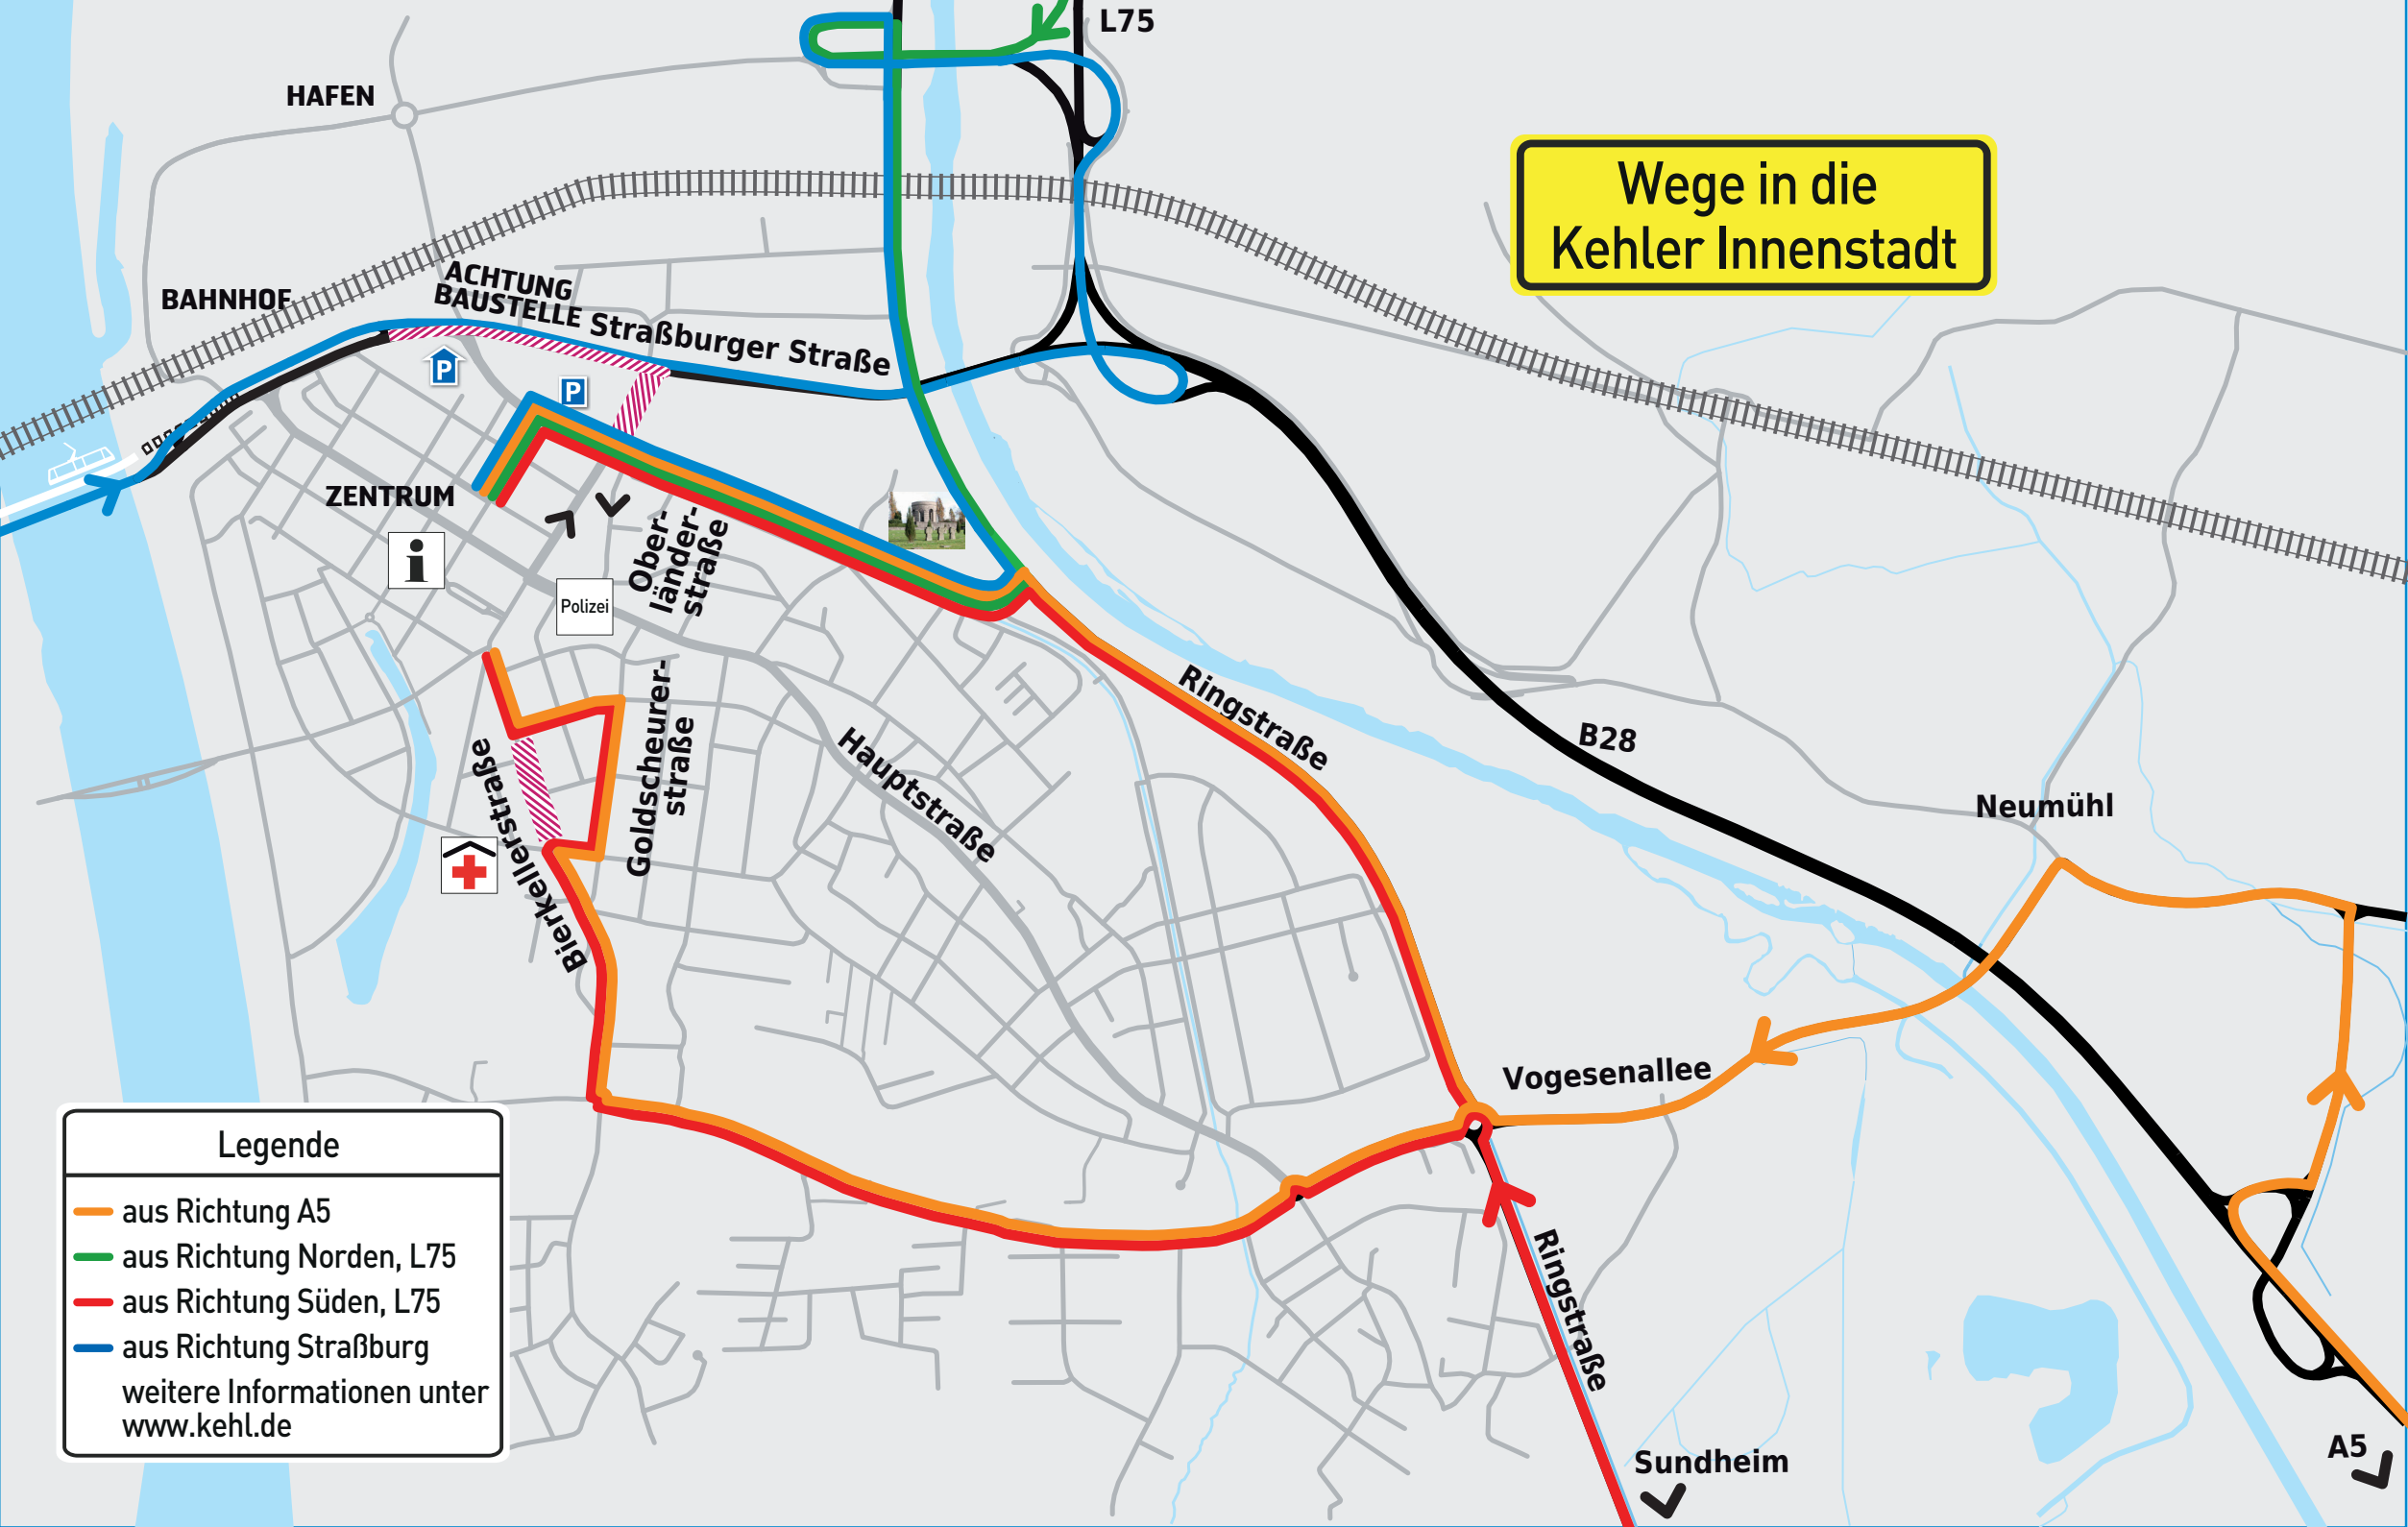 L75
HAFEN
Wege in die
Kehler Innenstadt
BAHNHOF
ACHTUNG
BAUSTELLE Straßburger Straße
P
P
ZENTRUM
i
Polizei
Ober-
länder-
straße
Ringstraße
B28
Hauptstraße
Goldscheurer-
straße
Bierkellerstraße
Neumühl
Vogesenallee
Ringstraße
Sundheim
A5
Legende
aus Richtung A5
aus Richtung Norden, L75
aus Richtung Süden, L75
aus Richtung Straßburg
weitere Informationen unter
www.kehl.de